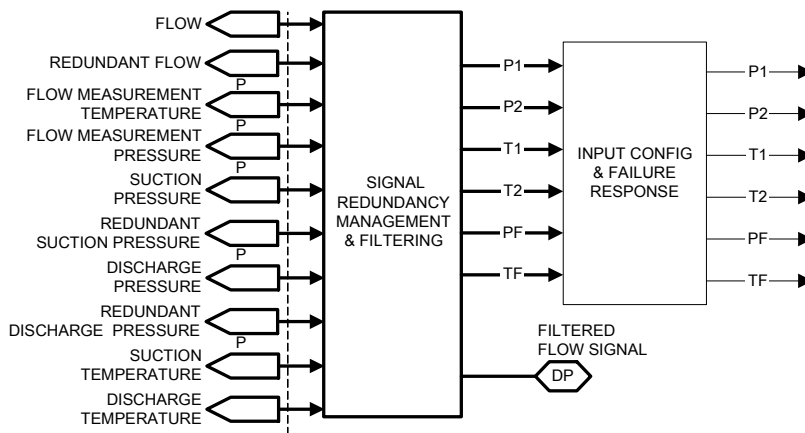 FLOW
REDUNDANT FLOW
P
FLOW MEASUREMENT
TEMPERATURE
P
FLOW MEASUREMENT
PRESSURE
P
SUCTION
PRESSURE
REDUNDANT
SUCTION PRESSURE
P
DISCHARGE
PRESSURE
REDUNDANT
DISCHARGE PRESSURE
P
SUCTION
TEMPERATURE
DISCHARGE
TEMPERATURE
SIGNAL
REDUNDANCY
MANAGEMENT
& FILTERING
P1
P2
T1
T2
PF
TF
FILTERED
FLOW SIGNAL
DP
INPUT CONFIG
& FAILURE
RESPONSE
P1
P2
T1
T2
PF
TF